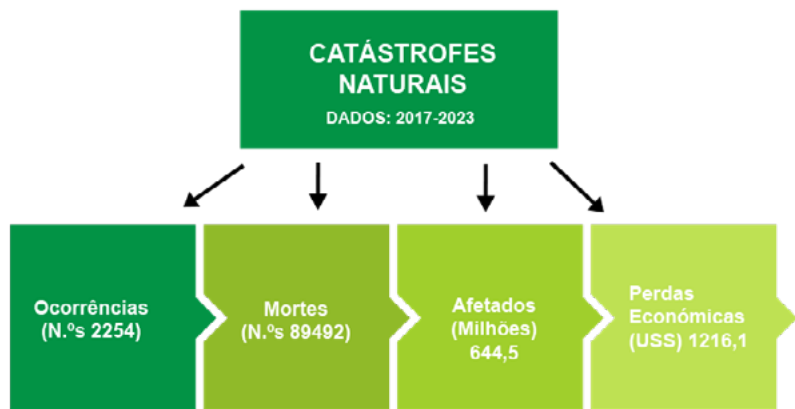 CATÁSTROFES
NATURAIS
DADOS: 2017-2023
Ocorrências
(N.ºs 2254)
Mortes
(N.ºs 89492)
Afetados
(Milhões)
644,5
Perdas
Económicas
(USS) 1216,1